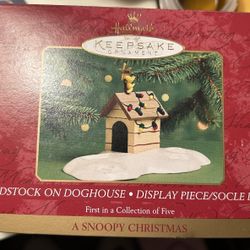 Hallmark
KEEPSAKE
ORNAMENT
DSTOCK ON DOGHOUSE • DISPLAY PIECE/SOCLE
First in a Collection of Five
A SNOOPY CHRISTMAS